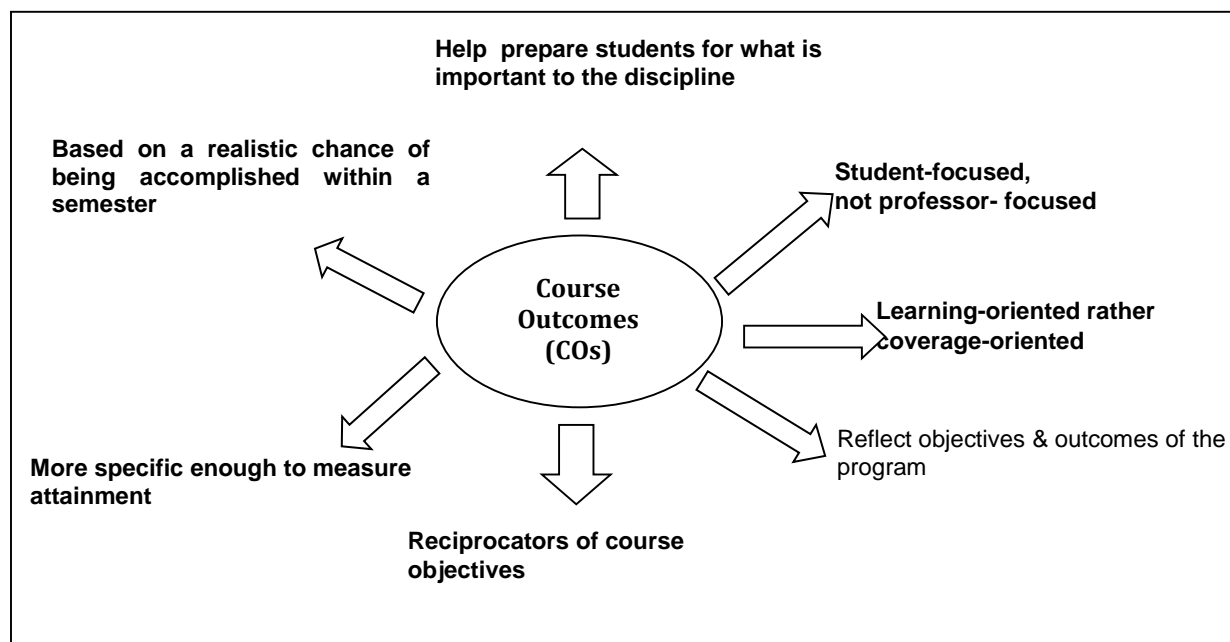 Help prepare students for what is
important to the discipline
Based on a realistic chance of
being accomplished within a
semester
Student-focused,
not professor- focused
Course
Outcomes
(COs)
Learning-oriented rather
coverage-oriented
Reflect objectives & outcomes of the
program
More specific enough to measure
attainment
Reciprocators of course
objectives